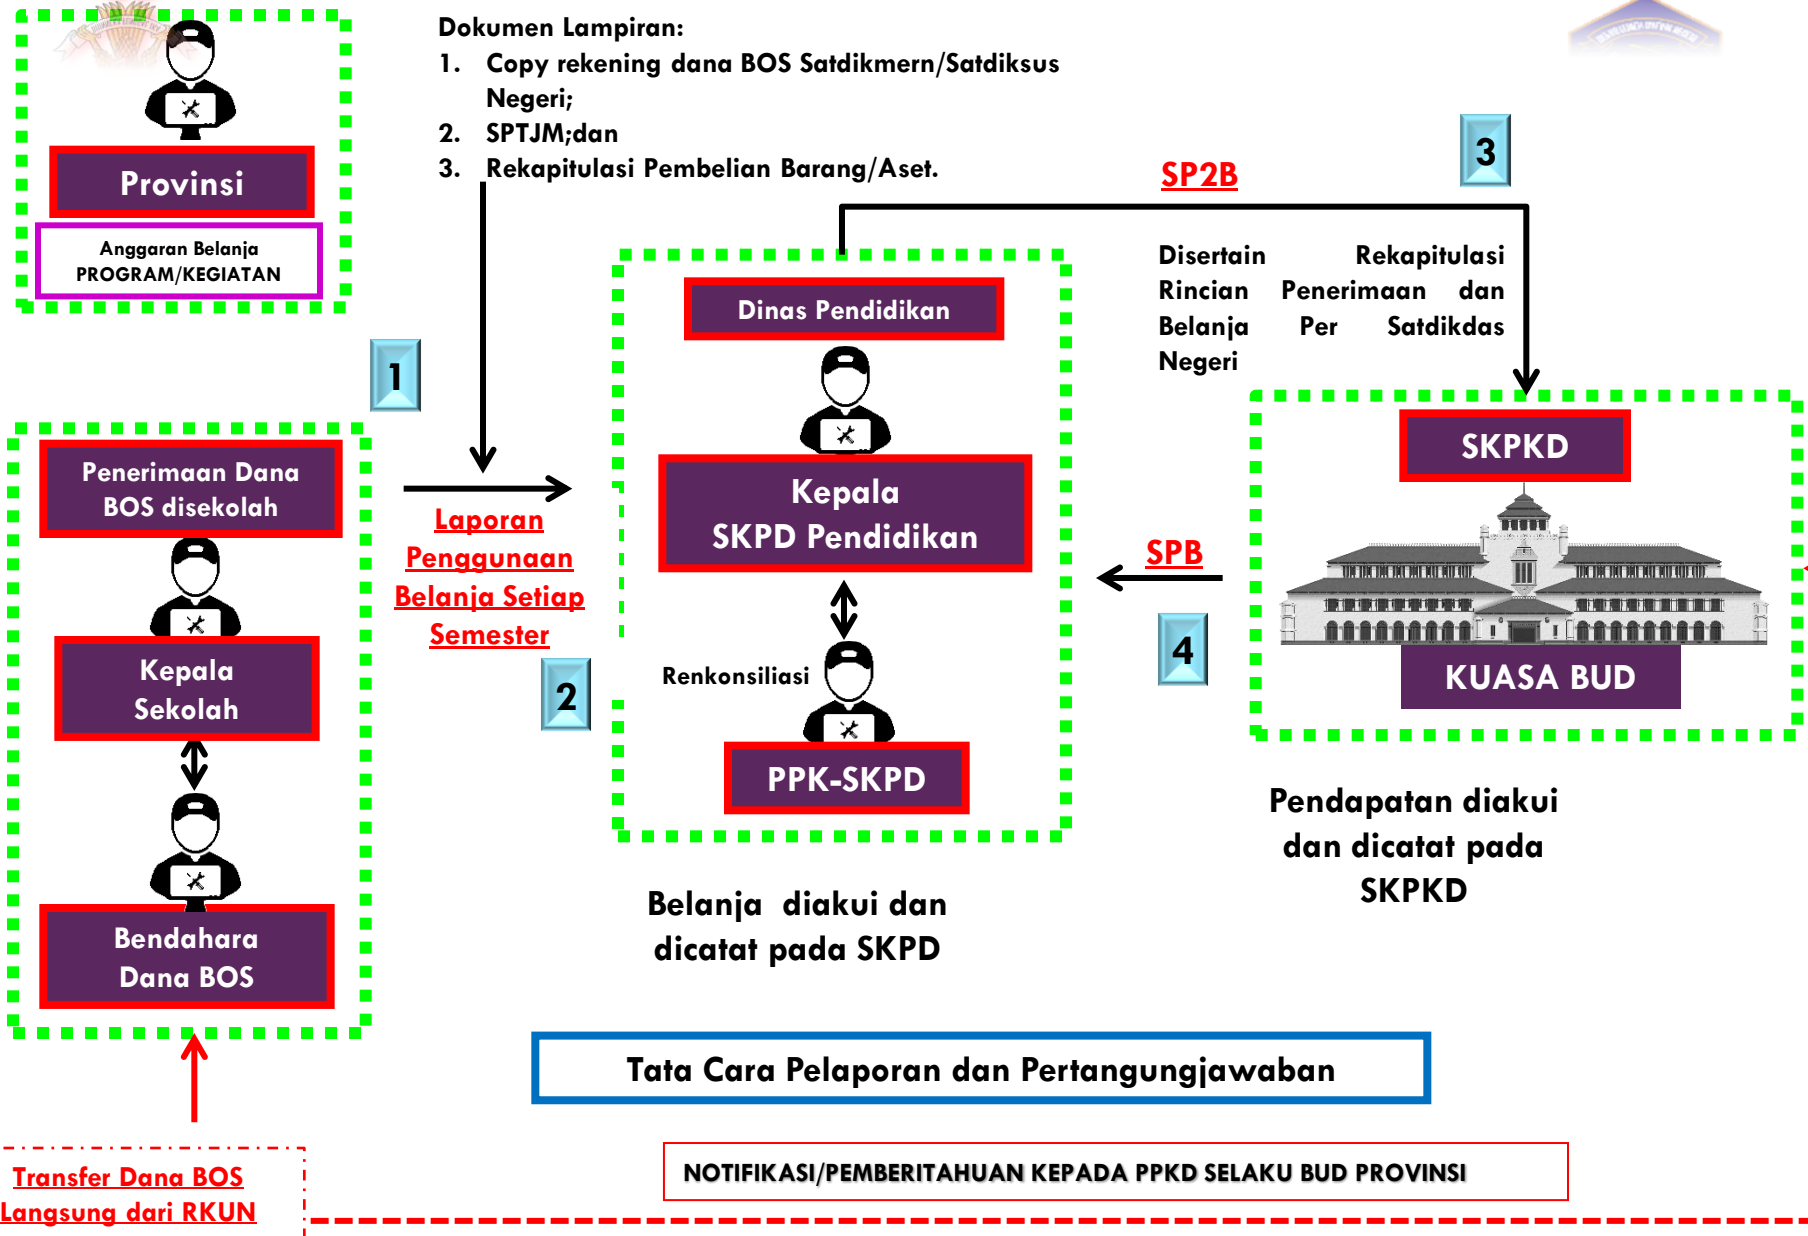 Dokumen Lampiran:
1. Copy rekening dana BOS Satdikmern/Satdiksus
Negeri;
2. SPTJM;dan
3. Rekapitulasi Pembelian Barang/Aset.
Provinsi
Anggaran Belanja
PROGRAM/KEGIATAN
SP2B
3
Disertain Rekapitulasi
Rincian Penerimaan dan
Belanja Per Satdikdas
Negeri
Dinas Pendidikan
1
Penerimaan Dana
BOS disekolah
Kepala
Sekolah
Bendahara
Dana BOS
Laporan
Penggunaan
Belanja Setiap
Semester
2
Kepala
SKPD Pendidikan
Renkonsiliasi
PPK-SKPD
SPB
4
SKPKD
KUASA BUD
Pendapatan diakui
dan dicatat pada
SKPKD
Belanja diakui dan
dicatat pada SKPD
Tata Cara Pelaporan dan Pertangungjawaban
NOTIFIKASI/PEMBERITAHUAN KEPADA PPKD SELAKU BUD PROVINSI
Transfer Dana BOS
Langsung dari RKUN